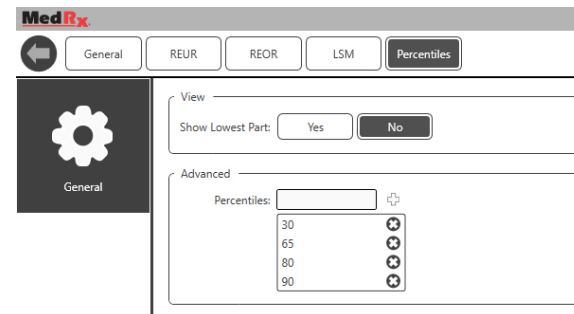 MedRx
General REUR REOR LSM Percentiles
General
View
Show Lowest Part: Yes No
Advanced
Percentiles:
30
65
80
90